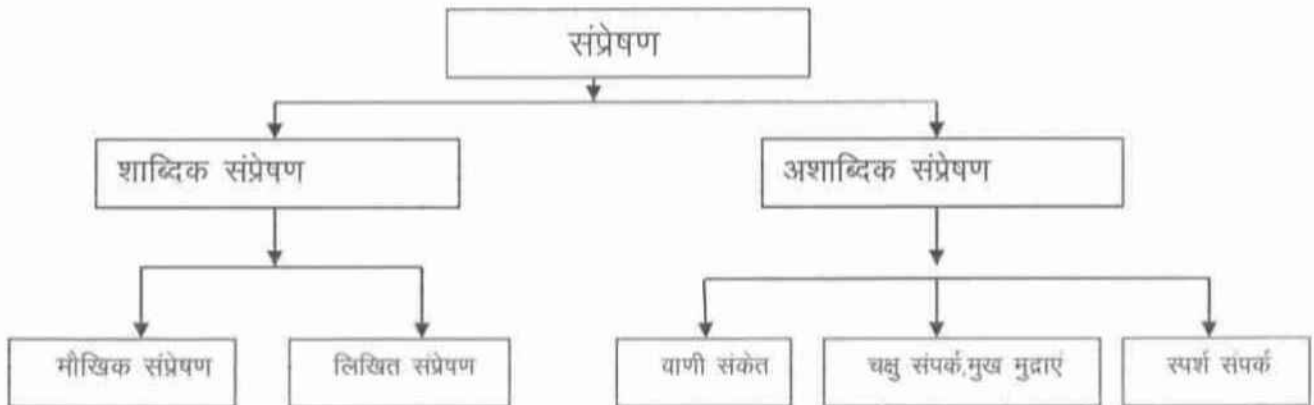 संप्रेषण
शाब्दिक संप्रेषण
अशाब्दिक संप्रेषण
मौखिक संप्रेषण
लिखित संप्रेषण
वाणी संकेत
चक्षु संपर्क,मुख मुद्राएं
स्पर्श संपर्क